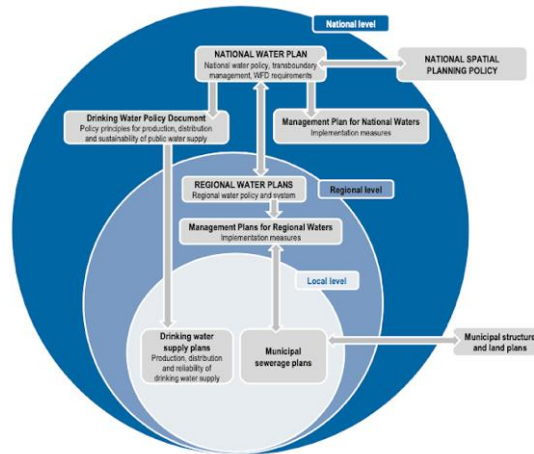 National level
NATIONAL WATER PLAN
National water policy, transboundary
management, WFD requirements
NATIONAL SPATIAL
PLANNING POLICY
Drinking Water Policy Document
Policy principles for production, distribution
and sustainability of public water supply
Management Plan for National Waters
Implementation measures
REGIONAL WATER PLANS
Regional water policy and system
Regional level
Management Plans for Regional Waters
Implementation measures
Local level
Drinking water
supply plans
Production, distribution
and reliability of
drinking water supply
Municipal
sewerage plans
Municipal structure
and land plans